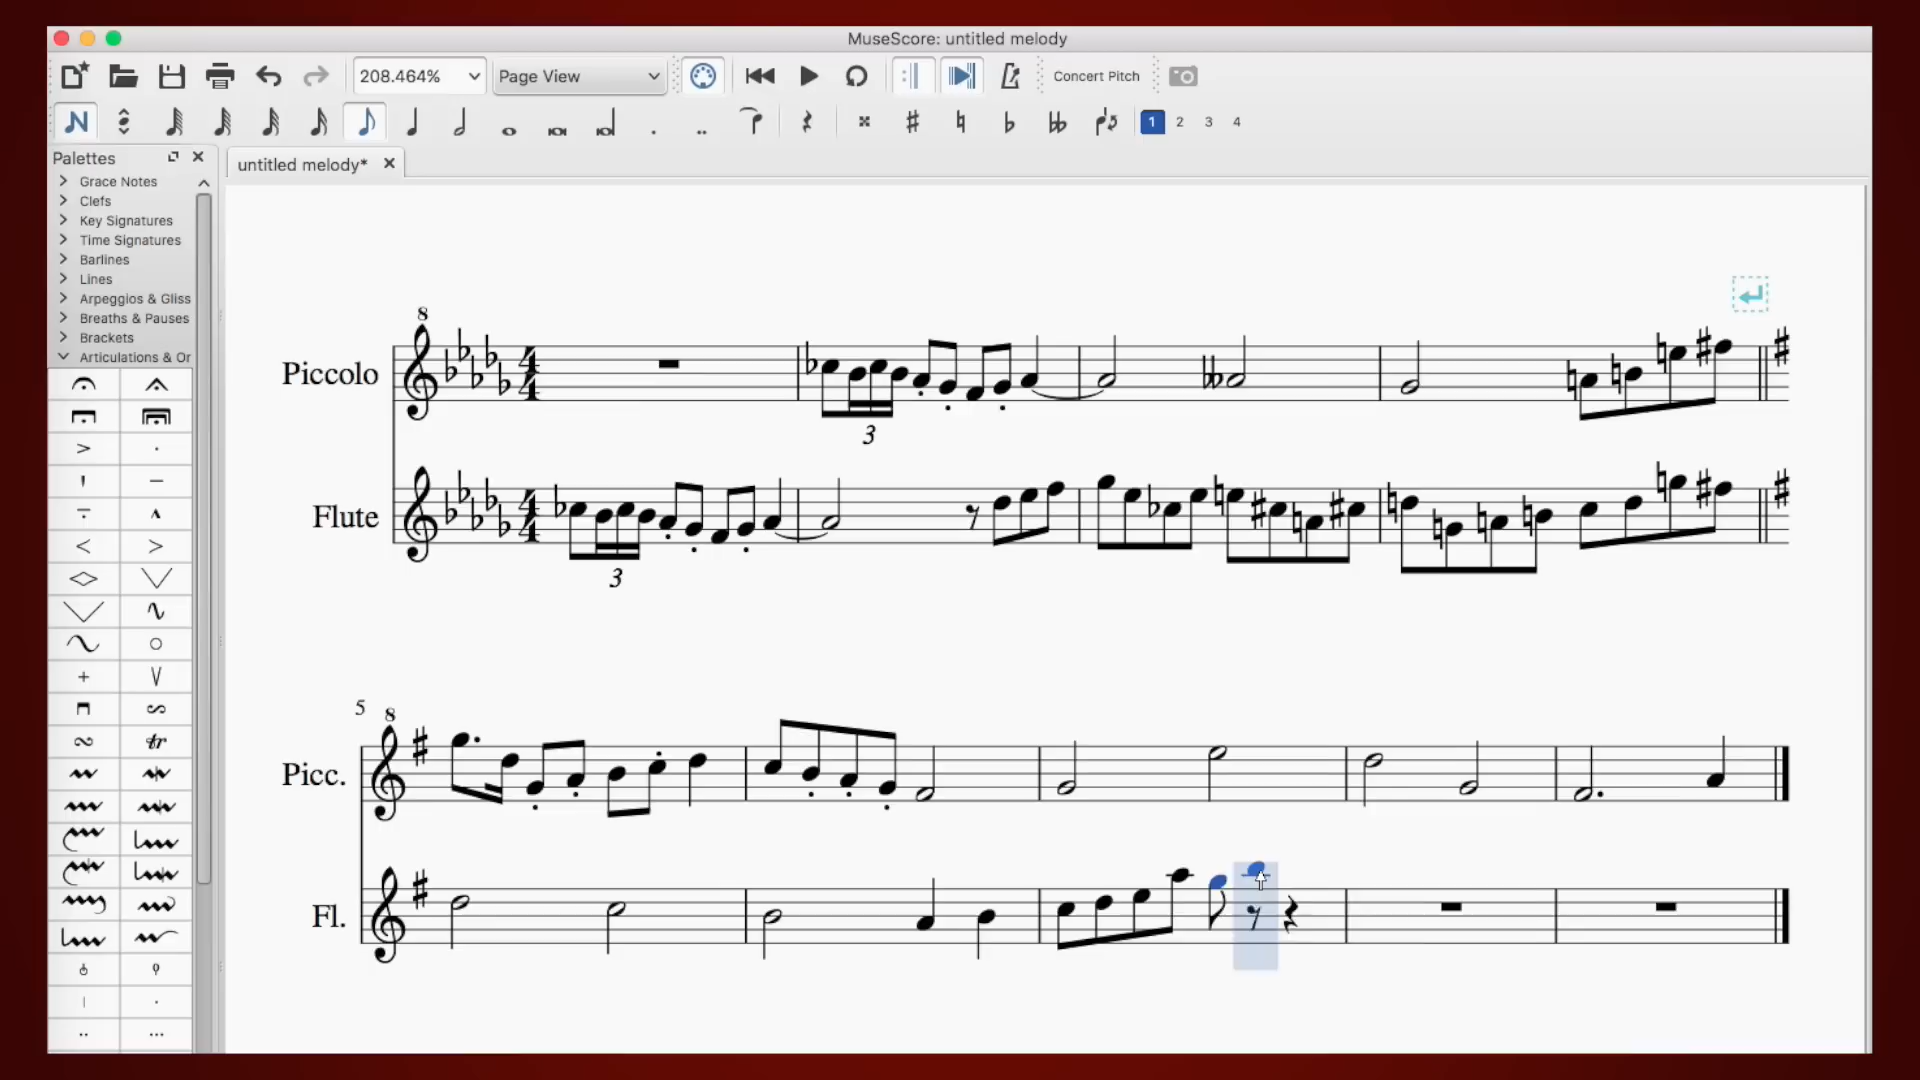 MuseScore: untitled melody
208.464%
Page View
Concert Pitch
1 2 3 4
Palettes
untitled melody*
Grace Notes
Clefs
Key Signatures
Time Signatures
Barlines
Lines
Arpeggios & Gliss
Breaths & Pauses
Brackets
Articulations & Or
8
Piccolo
3
Flute
3
5
8
Picc.
Fl.
tr